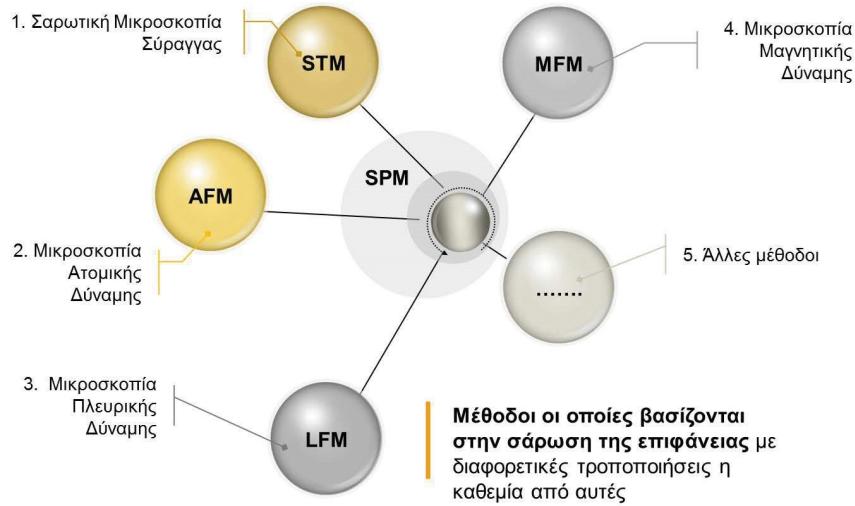 1. Σαρωτική Μικροσκοπία
Σύραγγας
STM
MFM
4. Μικροσκοπία
Μαγνητικής
Δύναμης
SPM
AFM
2. Μικροσκοπία
Ατομικής
Δύναμης
.......
5. Άλλες μέθοδοι
3. Μικροσκοπία
Πλευρικής
Δύναμης
LFM
Μέθοδοι οι οποίες βασίζονται
στην σάρωση της επιφάνειας με
διαφορετικές τροποποιήσεις η
καθεμία από αυτές